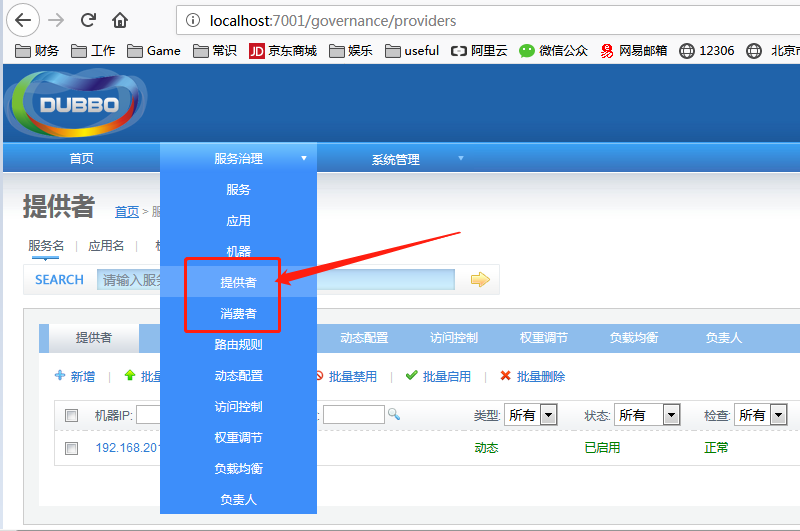 localhost:7001/governance/providers
财务 工作 Game 常识 JD 京东商城 娱乐 useful 阿里云 微信公众 网易邮箱 12306 北京市
DUBBO
首页 服务治理 系统管理
服务
提供者 首页 > 服
应用
服务名 | 应用名 |
机器
SEARCH 请输入服务
提供者
消费者
提供者 动态配置 访问控制 权重调节 负载均衡 负责人
路由规则
新增 | 批量 批量禁用 | 批量启用 | 批量删除
动态配置
访问控制
机器IP: 类型: 所有 状态: 所有 检查: 所有
权重调节
192.168.201 动态 已启用 正常
负载均衡
负责人